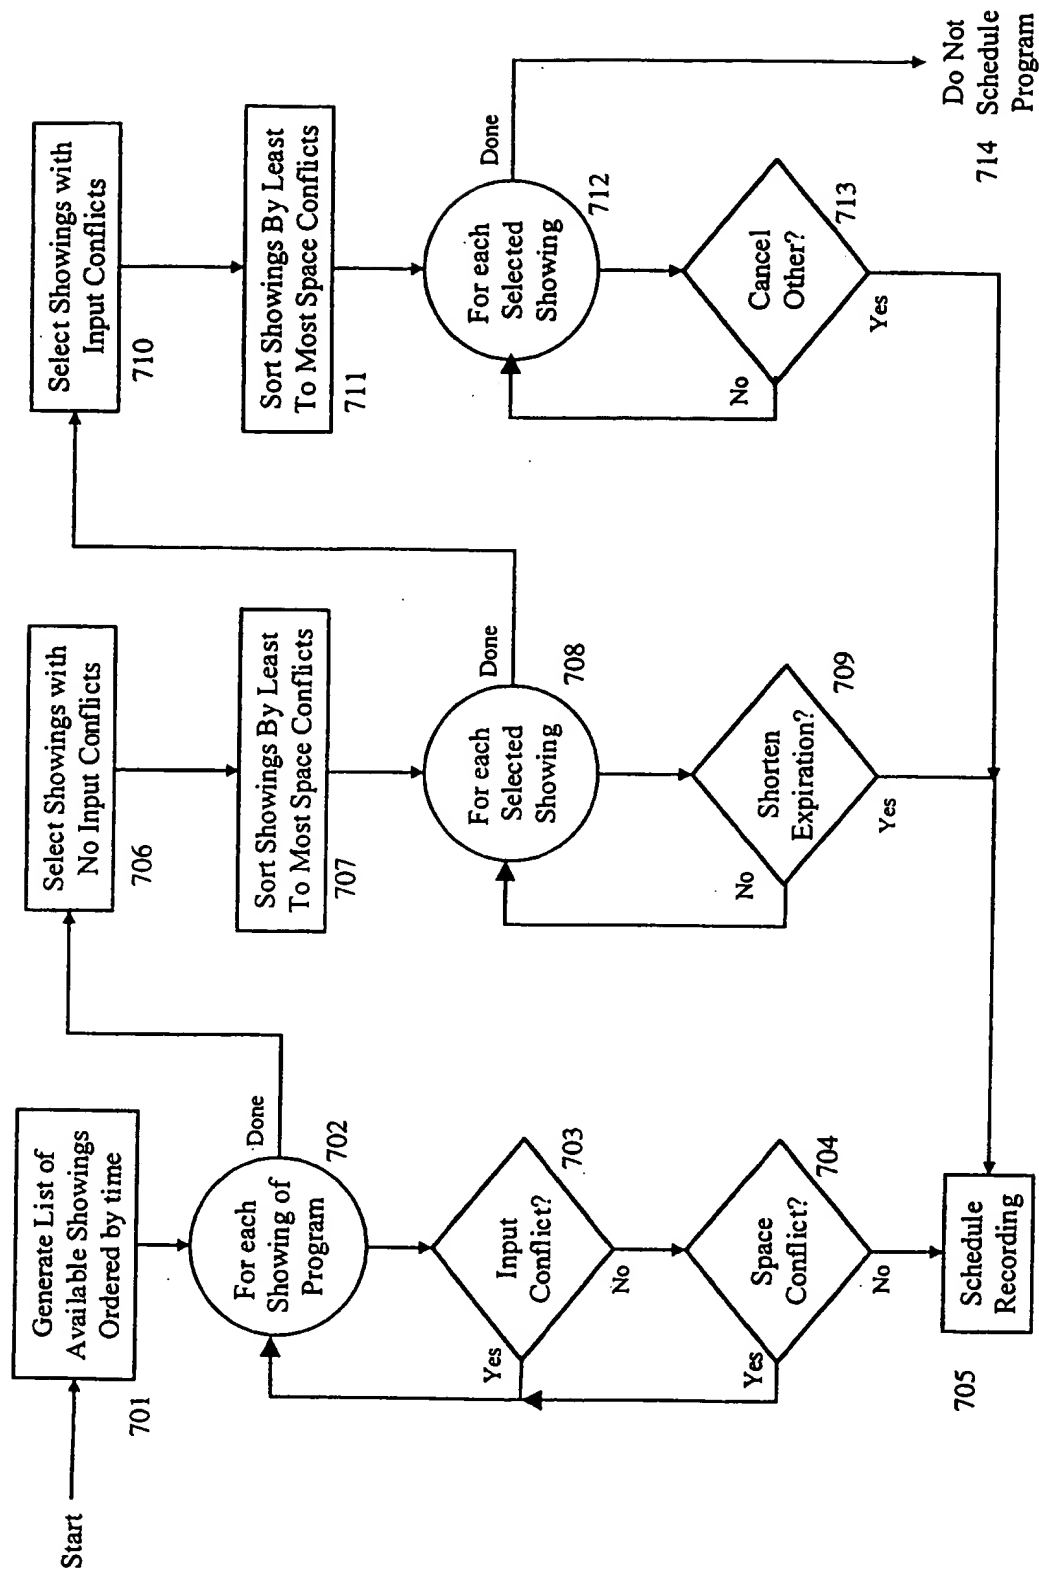 Start
Generate List of
Available Showings
Ordered by time
701
For each
Showing of
Program
702
Done
Input
Conflict?
703
Yes
No
Space
Conflict?
704
Yes
No
Schedule
Recording
705
Select Showings with
No Input Conflicts
706
Sort Showings By Least
To Most Space Conflicts
707
For each
Selected
Showing
708
Done
Shorten
Expiration?
709
No
Yes
Select Showings with
Input Conflicts
710
Sort Showings By Least
To Most Space Conflicts
711
For each
Selected
Showing
712
Done
Cancel
Other?
713
No
Yes
714
Do Not
Schedule
Program